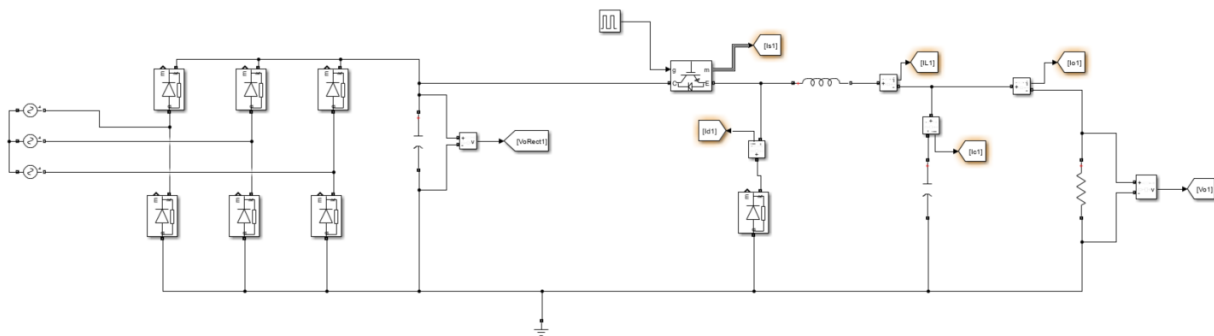 [Is1]
g
m
C
E
[IL1]
[Io1]
[VoRect1]
v
[Id1]
[Ic1]
v
[Vo1]